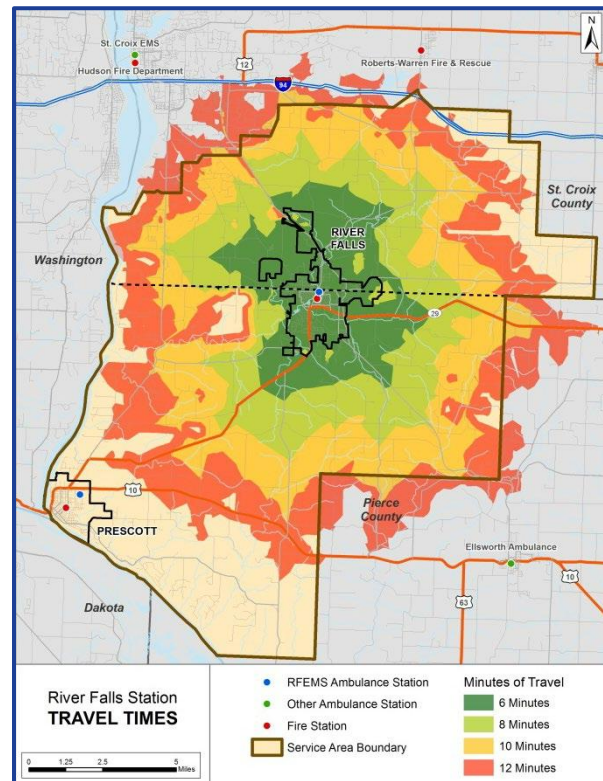 N
St. Croix EMS
Hudson Fire Department
12
Roberts-Warren Fire & Rescue
94
St. Croix
County
Washington
RIVER
FALLS
29
10
PRESCOTT
Pierce
County
Ellsworth Ambulance
10
63
Dakota
River Falls Station
TRAVEL TIMES
0 1.25 2.5 5
Miles
RFEMS Ambulance Station
Other Ambulance Station
Fire Station
Service Area Boundary
Minutes of Travel
6 Minutes
8 Minutes
10 Minutes
12 Minutes